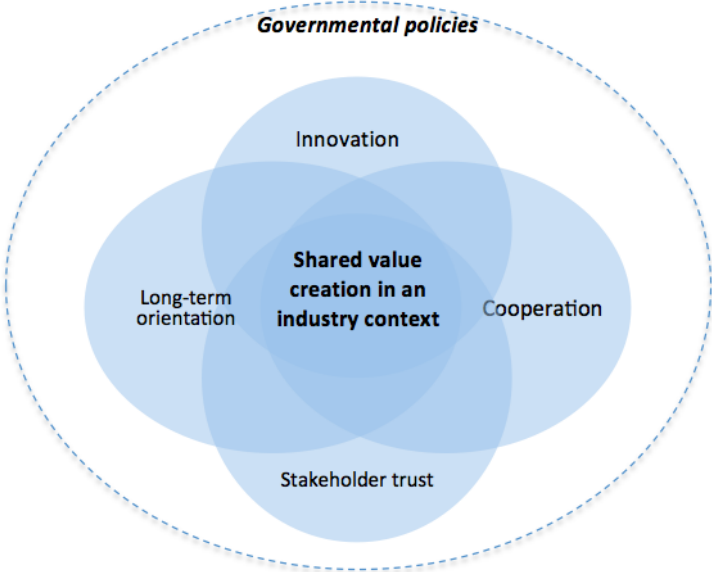 Governmental policies
Innovation
Shared value
creation in an
industry context
Long-term
orientation
Cooperation
Stakeholder trust